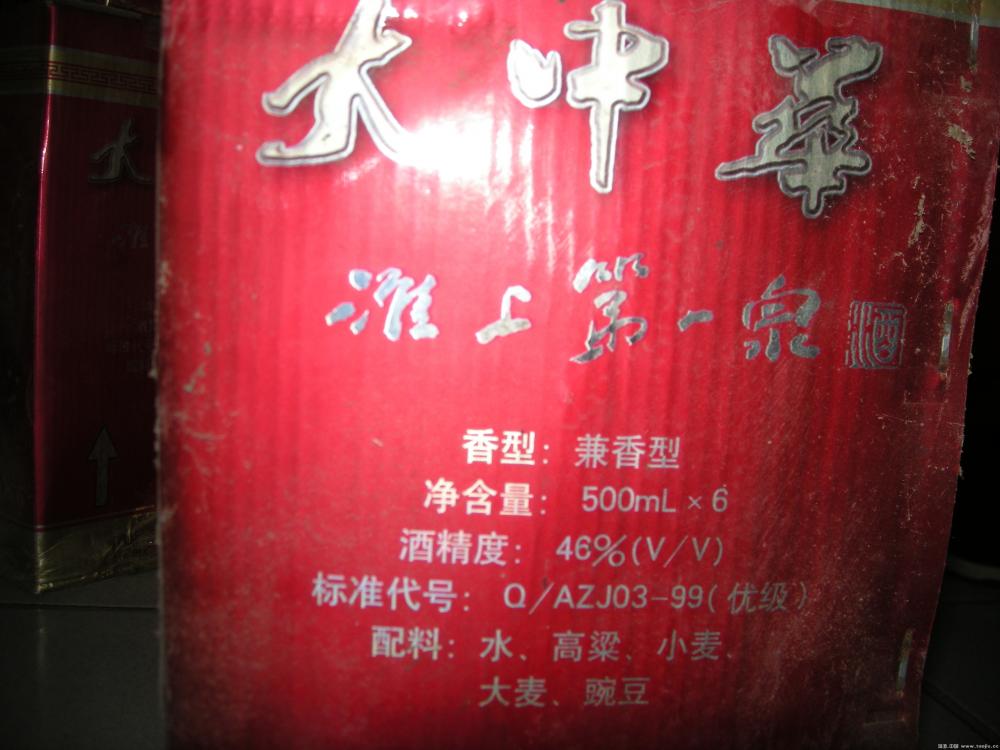 大中華
淮上第一泉 酒
香型：兼香型
净含量：500mL×6
酒精度：46%(V/V)
标准代号：Q/AZJ03-99(优级)
配料：水、高粱、小麦、
大麦、豌豆
大